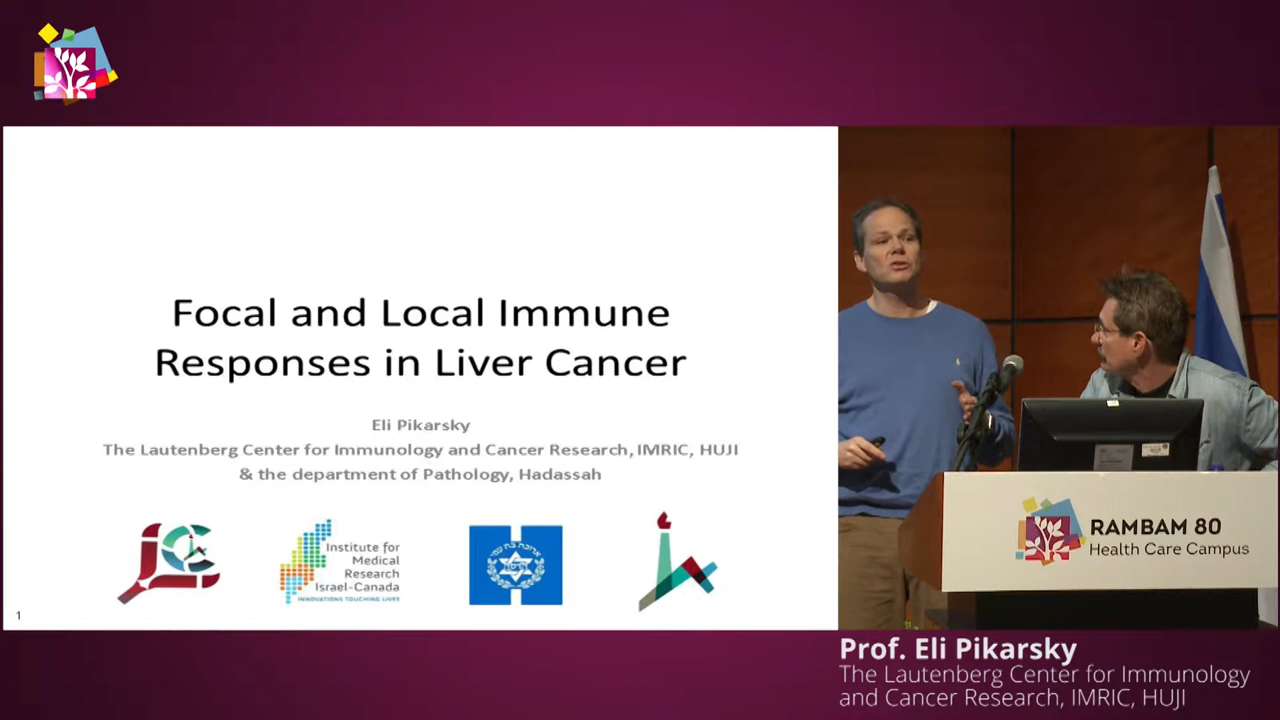 Focal and Local Immune
Responses in Liver Cancer
Eli Pikarsky
The Lautenberg Center for Immunology and Cancer Research, IMRIC, HUJI
& the department of Pathology, Hadassah
Institute for
Medical
Research
Israel-Canada
INNOVATIONS TOUCHING LIVES
1
RAMBAM 80
Health Care Campus
Prof. Eli Pikarsky
The Lautenberg Center for Immunology
and Cancer Research, IMRIC, HUJI